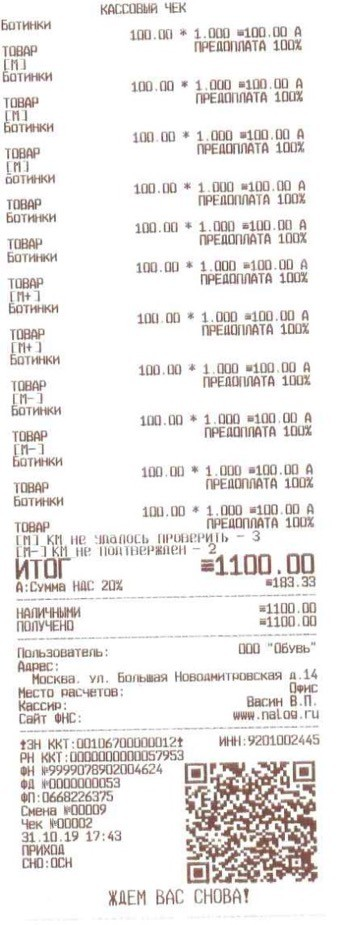 КАССОВЫЙ ЧЕК
Ботинки
100.00 * 1.000 ≡100.00 А
ПРЕДОПЛАТА 100%
ТОВАР
[M]
Ботинки
100.00 * 1.000 ≡100.00 А
ПРЕДОПЛАТА 100%
ТОВАР
[M]
Ботинки
100.00 * 1.000 ≡100.00 А
ПРЕДОПЛАТА 100%
ТОВАР
[M]
Ботинки
100.00 * 1.000 ≡100.00 А
ПРЕДОПЛАТА 100%
ТОВАР
Ботинки
100.00 * 1.000 ≡100.00 А
ПРЕДОПЛАТА 100%
ТОВАР
Ботинки
100.00 * 1.000 ≡100.00 А
ПРЕДОПЛАТА 100%
ТОВАР
[M+]
Ботинки
100.00 * 1.000 ≡100.00 А
ПРЕДОПЛАТА 100%
ТОВАР
[M+]
Ботинки
100.00 * 1.000 ≡100.00 А
ПРЕДОПЛАТА 100%
ТОВАР
[M-]
Ботинки
100.00 * 1.000 ≡100.00 А
ПРЕДОПЛАТА 100%
ТОВАР
[M-]
Ботинки
100.00 * 1.000 ≡100.00 А
ПРЕДОПЛАТА 100%
ТОВАР
Ботинки
100.00 * 1.000 ≡100.00 А
ПРЕДОПЛАТА 100%
ТОВАР
[M] КМ не удалось проверить - 3
[M-] КМ не подтвержден - 2
ИТОГ ≡1100.00
А:Сумма НДС 20% ≡183.33
НАЛИЧНЫМИ ≡1100.00
ПОЛУЧЕНО ≡1100.00
Пользователь: ООО "Обувь"
Адрес:
Москва. ул. Большая Новодмитровская д.14
Место расчетов: Офис
Кассир: Васин В.П.
Сайт ФНС: www.nalog.ru
ЗН ККТ:00106700000012 ИНН:9201002445
РН ККТ:0000000000057953
ФН №9999078902004624
ФД №0000000053
ФП:0668226375
Смена №00009
Чек №00002
31.10.19 17:43
ПРИХОД
СНО:ОСН
ЖДЕМ ВАС СНОВА!